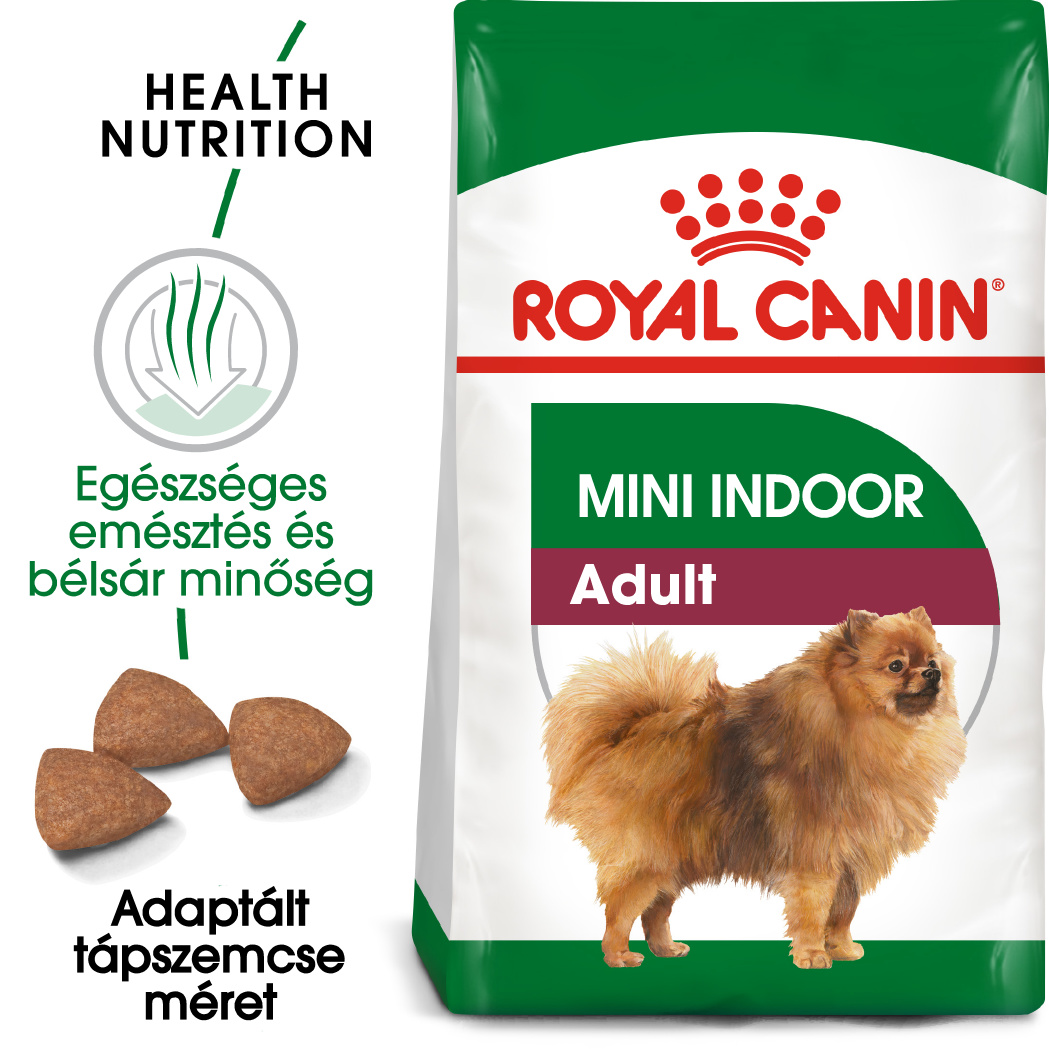 HEALTH
NUTRITION
Egészséges
emésztés és
bélsár minőség
Adaptált
tápszemcse
méret
ROYAL CANIN®
MINI INDOOR
Adult